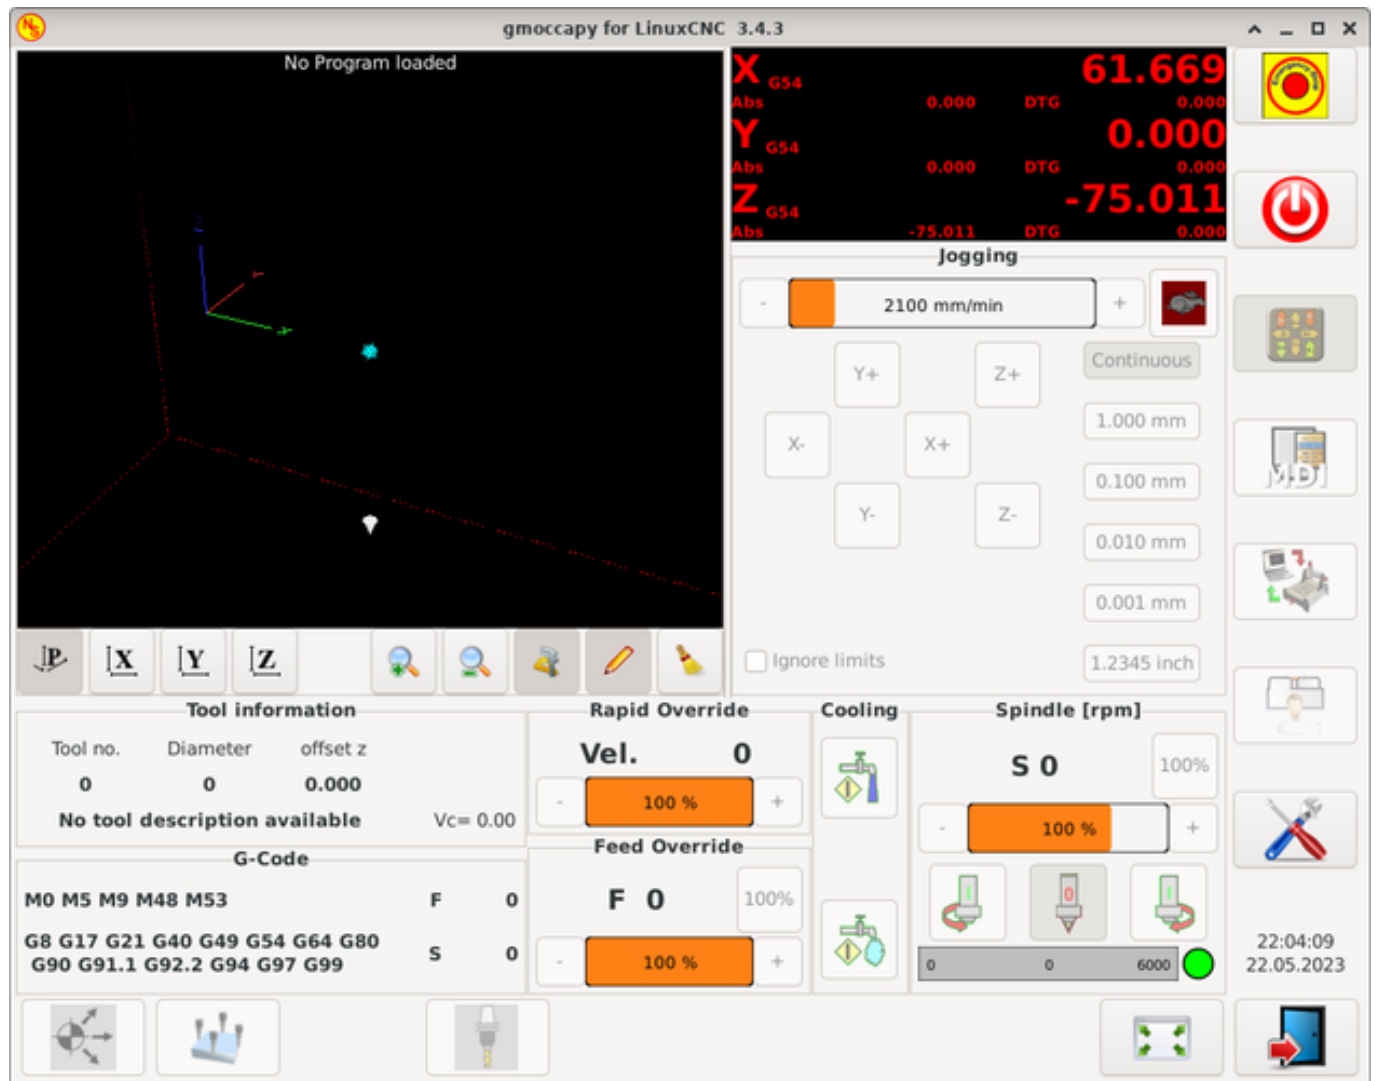 gmoccapy for LinuxCNC 3.4.3
No Program loaded
X G54 61.669
Abs 0.000 DTG 0.000
Y G54 0.000
Abs 0.000 DTG 0.000
Z G54 -75.011
Abs -75.011 DTG 0.000
Z
Y
X
Jogging
- 2100 mm/min +
Continuous
Y+ Z+
1.000 mm
X- X+
0.100 mm
Y- Z-
0.010 mm
0.001 mm
Ignore limits
1.2345 inch
MDI
P X Y Z
Tool information
Tool no. Diameter offset z
0 0 0.000
No tool description available Vc= 0.00
G-Code
M0 M5 M9 M48 M53 F 0
G8 G17 G21 G40 G49 G54 G64 G80
G90 G91.1 G92.2 G94 G97 G99
S 0
Rapid Override
Vel. 0
- 100 % +
Feed Override
F 0 100%
- 100 % +
Cooling
Spindle [rpm]
S 0 100%
- 100 % +
I 0 I
0 0 6000
22:04:09
22.05.2023